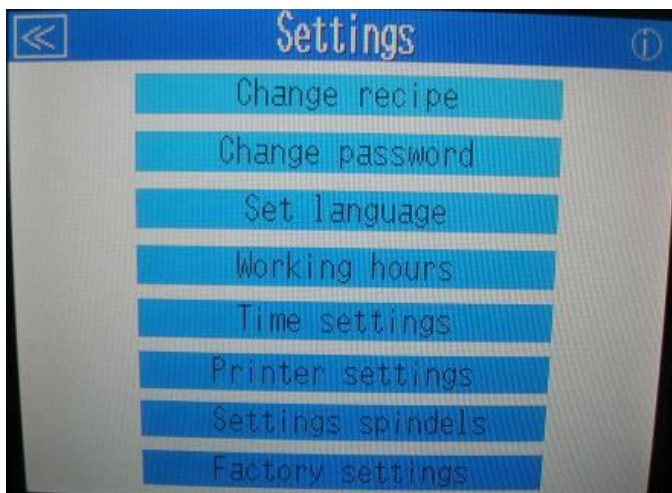 Settings
Change recipe
Change password
Set language
Working hours
Time settings
Printer settings
Settings spindels
Factory settings